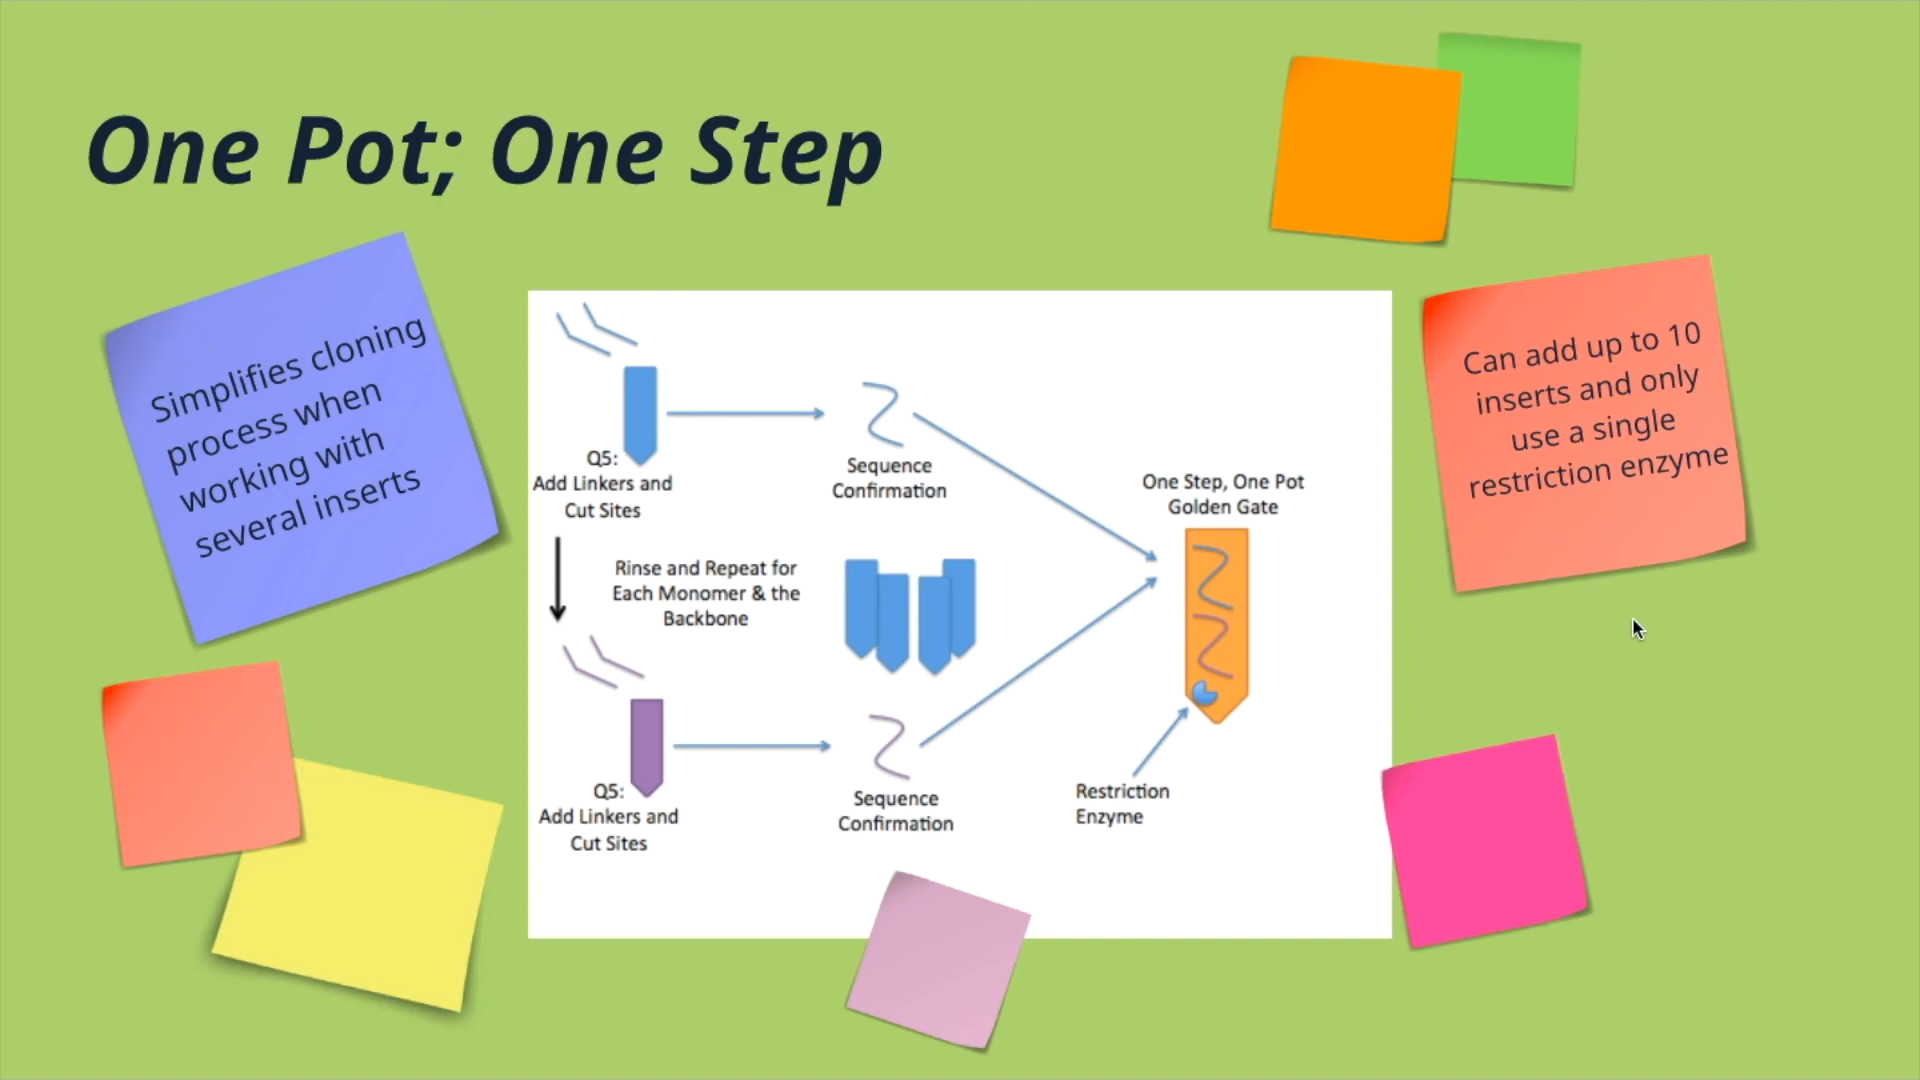 One Pot; One Step
Simplifies cloning
process when
working with
several inserts
Can add up to 10
inserts and only
use a single
restriction enzyme
Q5:
Add Linkers and
Cut Sites
Sequence
Confirmation
One Step, One Pot
Golden Gate
Rinse and Repeat for
Each Monomer & the
Backbone
Q5:
Add Linkers and
Cut Sites
Sequence
Confirmation
Restriction
Enzyme